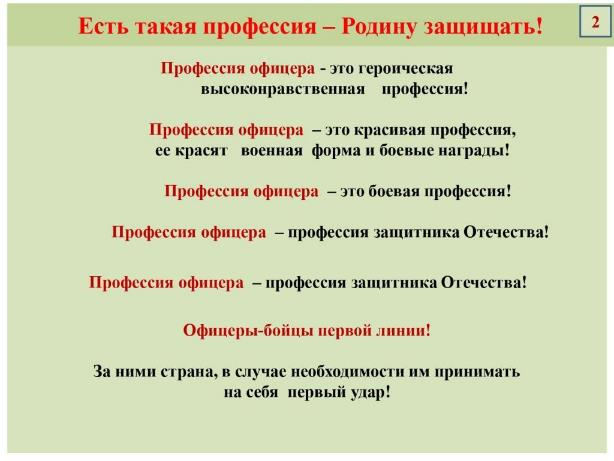 Есть такая профессия – Родину защищать!
2
Профессия офицера - это героическая
высоконравственная профессия!
Профессия офицера – это красивая профессия,
ее красят военная форма и боевые награды!
Профессия офицера – это боевая профессия!
Профессия офицера – профессия защитника Отечества!
Профессия офицера – профессия защитника Отечества!
Офицеры-бойцы первой линии!
За ними страна, в случае необходимости им принимать
на себя первый удар!